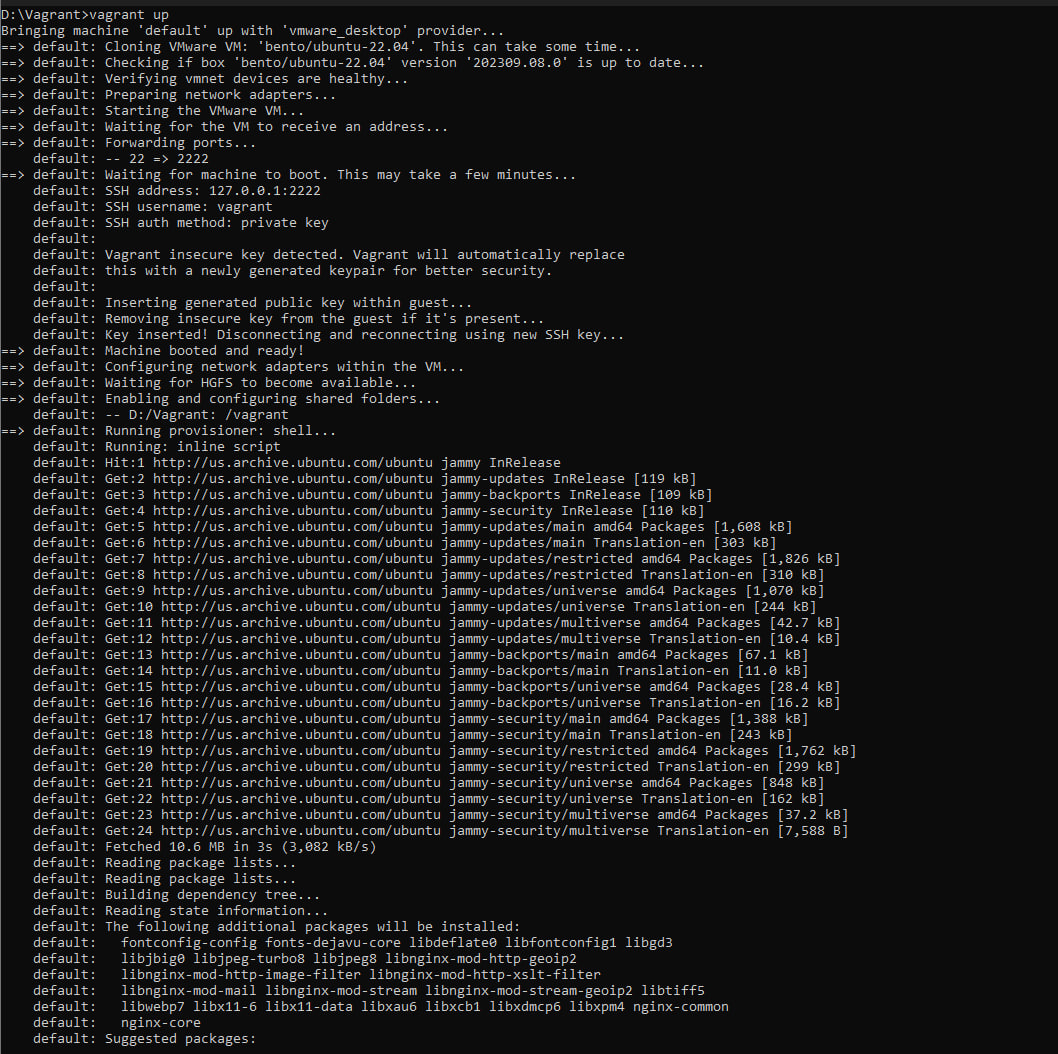 D:\Vagrant>vagrant up
Bringing machine 'default' up with 'vmware_desktop' provider...
==> default: Cloning VMware VM: 'bento/ubuntu-22.04'. This can take some time...
==> default: Checking if box 'bento/ubuntu-22.04' version '202309.08.0' is up to date...
==> default: Verifying vmnet devices are healthy...
==> default: Preparing network adapters...
==> default: Starting the VMware VM...
==> default: Waiting for the VM to receive an address...
==> default: Forwarding ports...
    default: -- 22 => 2222
==> default: Waiting for machine to boot. This may take a few minutes...
    default: SSH address: 127.0.0.1:2222
    default: SSH username: vagrant
    default: SSH auth method: private key
    default:
    default: Vagrant insecure key detected. Vagrant will automatically replace
    default: this with a newly generated keypair for better security.
    default:
    default: Inserting generated public key within guest...
    default: Removing insecure key from the guest if it's present...
    default: Key inserted! Disconnecting and reconnecting using new SSH key...
==> default: Machine booted and ready!
==> default: Configuring network adapters within the VM...
==> default: Waiting for HGFS to become available...
==> default: Enabling and configuring shared folders...
    default: -- D:/Vagrant: /vagrant
==> default: Running provisioner: shell...
    default: Running: inline script
    default: Hit:1 http://us.archive.ubuntu.com/ubuntu jammy InRelease
    default: Get:2 http://us.archive.ubuntu.com/ubuntu jammy-updates InRelease [119 kB]
    default: Get:3 http://us.archive.ubuntu.com/ubuntu jammy-backports InRelease [109 kB]
    default: Get:4 http://us.archive.ubuntu.com/ubuntu jammy-security InRelease [110 kB]
    default: Get:5 http://us.archive.ubuntu.com/ubuntu jammy-updates/main amd64 Packages [1,608 kB]
    default: Get:6 http://us.archive.ubuntu.com/ubuntu jammy-updates/main Translation-en [303 kB]
    default: Get:7 http://us.archive.ubuntu.com/ubuntu jammy-updates/restricted amd64 Packages [1,826 kB]
    default: Get:8 http://us.archive.ubuntu.com/ubuntu jammy-updates/restricted Translation-en [310 kB]
    default: Get:9 http://us.archive.ubuntu.com/ubuntu jammy-updates/universe amd64 Packages [1,070 kB]
    default: Get:10 http://us.archive.ubuntu.com/ubuntu jammy-updates/universe Translation-en [244 kB]
    default: Get:11 http://us.archive.ubuntu.com/ubuntu jammy-updates/multiverse amd64 Packages [42.7 kB]
    default: Get:12 http://us.archive.ubuntu.com/ubuntu jammy-updates/multiverse Translation-en [10.4 kB]
    default: Get:13 http://us.archive.ubuntu.com/ubuntu jammy-backports/main amd64 Packages [67.1 kB]
    default: Get:14 http://us.archive.ubuntu.com/ubuntu jammy-backports/main Translation-en [11.0 kB]
    default: Get:15 http://us.archive.ubuntu.com/ubuntu jammy-backports/universe amd64 Packages [28.4 kB]
    default: Get:16 http://us.archive.ubuntu.com/ubuntu jammy-backports/universe Translation-en [16.2 kB]
    default: Get:17 http://us.archive.ubuntu.com/ubuntu jammy-security/main amd64 Packages [1,388 kB]
    default: Get:18 http://us.archive.ubuntu.com/ubuntu jammy-security/main Translation-en [243 kB]
    default: Get:19 http://us.archive.ubuntu.com/ubuntu jammy-security/restricted amd64 Packages [1,762 kB]
    default: Get:20 http://us.archive.ubuntu.com/ubuntu jammy-security/restricted Translation-en [299 kB]
    default: Get:21 http://us.archive.ubuntu.com/ubuntu jammy-security/universe amd64 Packages [848 kB]
    default: Get:22 http://us.archive.ubuntu.com/ubuntu jammy-security/universe Translation-en [162 kB]
    default: Get:23 http://us.archive.ubuntu.com/ubuntu jammy-security/multiverse amd64 Packages [37.2 kB]
    default: Get:24 http://us.archive.ubuntu.com/ubuntu jammy-security/multiverse Translation-en [7,588 B]
    default: Fetched 10.6 MB in 3s (3,082 kB/s)
    default: Reading package lists...
    default: Reading package lists...
    default: Building dependency tree...
    default: Reading state information...
    default: The following additional packages will be installed:
    default:   fontconfig-config fonts-dejavu-core libdeflate0 libfontconfig1 libgd3
    default:   libjbig0 libjpeg-turbo8 libjpeg8 libnginx-mod-http-geoip2
    default:   libnginx-mod-http-image-filter libnginx-mod-http-xslt-filter
    default:   libnginx-mod-mail libnginx-mod-stream libnginx-mod-stream-geoip2 libtiff5
    default:   libwebp7 libx11-6 libx11-data libxau6 libxcb1 libxdmcp6 libxpm4 nginx-common
    default:   nginx-core
    default: Suggested packages: